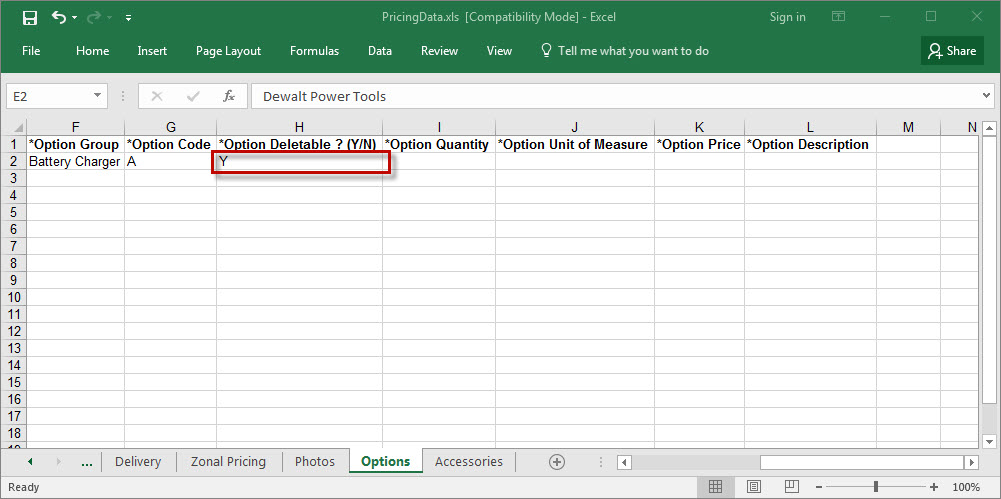 PricingData.xls [Compatibility Mode] - Excel
Sign in
File Home Insert Page Layout Formulas Data Review View Tell me what you want to do Share
E2 fx Dewalt Power Tools
F G H I J K L M N
1 *Option Group *Option Code *Option Deletable ? (Y/N) *Option Quantity *Option Unit of Measure *Option Price *Option Description
2 Battery Charger A Y
3
4
5
6
7
8
9
10
11
12
13
14
15
16
17
18
19
... Delivery Zonal Pricing Photos Options Accessories
Ready 100%